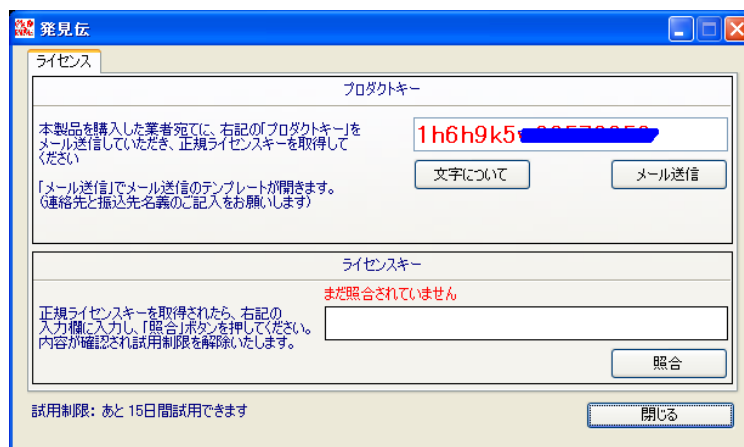 発見伝
ライセンス
プロダクトキー
本製品を購入した業者宛てに、右記の「プロダクトキー」を
メール送信していただき、正規ライセンスキーを取得して
ください
「メール送信」でメール送信のテンプレートが開きます。
(連絡先と振込先名義のご記入をお願いします)
1h6h9k5
文字について
メール送信
ライセンスキー
まだ照合されていません
正規ライセンスキーを取得されたら、右記の
入力欄に入力し、「照合」ボタンを押してください。
内容が確認され試用制限を解除いたします。
照合
試用制限: あと 15日間試用できます
閉じる